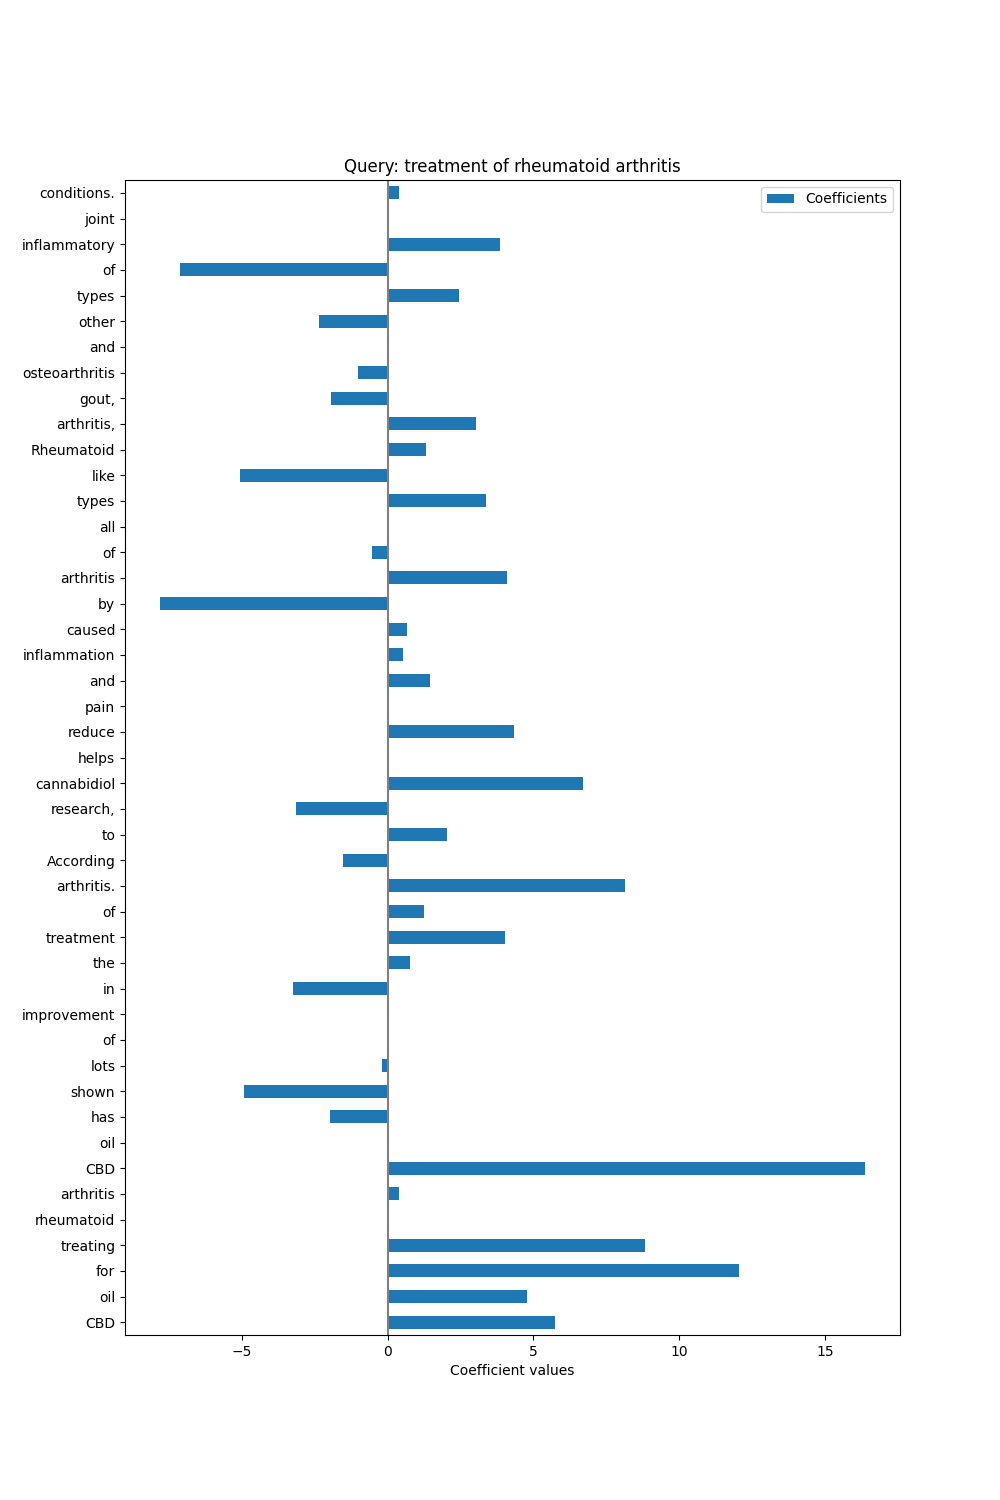 Query: treatment of rheumatoid arthritis
Coefficients
conditions.
joint
inflammatory
of
types
other
and
osteoarthritis
gout,
arthritis,
Rheumatoid
like
types
all
of
arthritis
by
caused
inflammation
and
pain
reduce
helps
cannabidiol
research,
to
According
arthritis.
of
treatment
the
in
improvement
of
lots
shown
has
oil
CBD
arthritis
rheumatoid
treating
for
oil
CBD
−5 0 5 10 15
Coefficient values